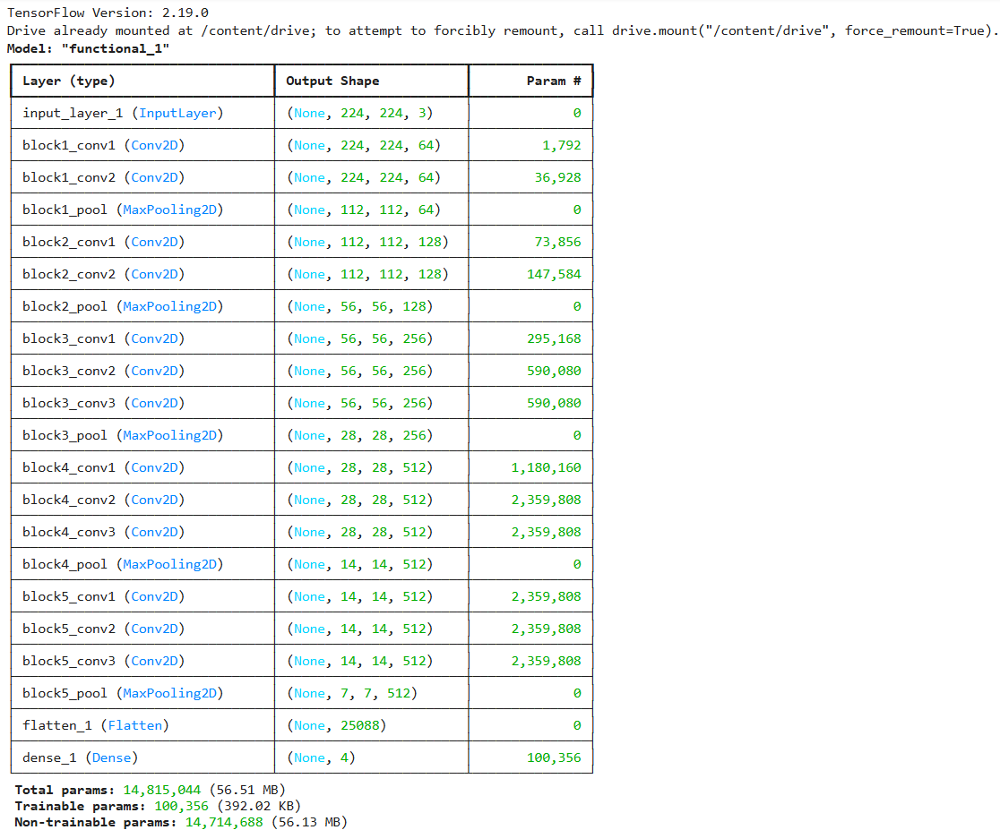 TensorFlow Version: 2.19.0
Drive already mounted at /content/drive; to attempt to forcibly remount, call drive.mount("/content/drive", force_remount=True).
Model: "functional_1"
Layer (type) Output Shape Param #
input_layer_1 (InputLayer) (None, 224, 224, 3) 0
block1_conv1 (Conv2D) (None, 224, 224, 64) 1,792
block1_conv2 (Conv2D) (None, 224, 224, 64) 36,928
block1_pool (MaxPooling2D) (None, 112, 112, 64) 0
block2_conv1 (Conv2D) (None, 112, 112, 128) 73,856
block2_conv2 (Conv2D) (None, 112, 112, 128) 147,584
block2_pool (MaxPooling2D) (None, 56, 56, 128) 0
block3_conv1 (Conv2D) (None, 56, 56, 256) 295,168
block3_conv2 (Conv2D) (None, 56, 56, 256) 590,080
block3_conv3 (Conv2D) (None, 56, 56, 256) 590,080
block3_pool (MaxPooling2D) (None, 28, 28, 256) 0
block4_conv1 (Conv2D) (None, 28, 28, 512) 1,180,160
block4_conv2 (Conv2D) (None, 28, 28, 512) 2,359,808
block4_conv3 (Conv2D) (None, 28, 28, 512) 2,359,808
block4_pool (MaxPooling2D) (None, 14, 14, 512) 0
block5_conv1 (Conv2D) (None, 14, 14, 512) 2,359,808
block5_conv2 (Conv2D) (None, 14, 14, 512) 2,359,808
block5_conv3 (Conv2D) (None, 14, 14, 512) 2,359,808
block5_pool (MaxPooling2D) (None, 7, 7, 512) 0
flatten_1 (Flatten) (None, 25088) 0
dense_1 (Dense) (None, 4) 100,356
Total params: 14,815,044 (56.51 MB)
Trainable params: 100,356 (392.02 KB)
Non-trainable params: 14,714,688 (56.13 MB)